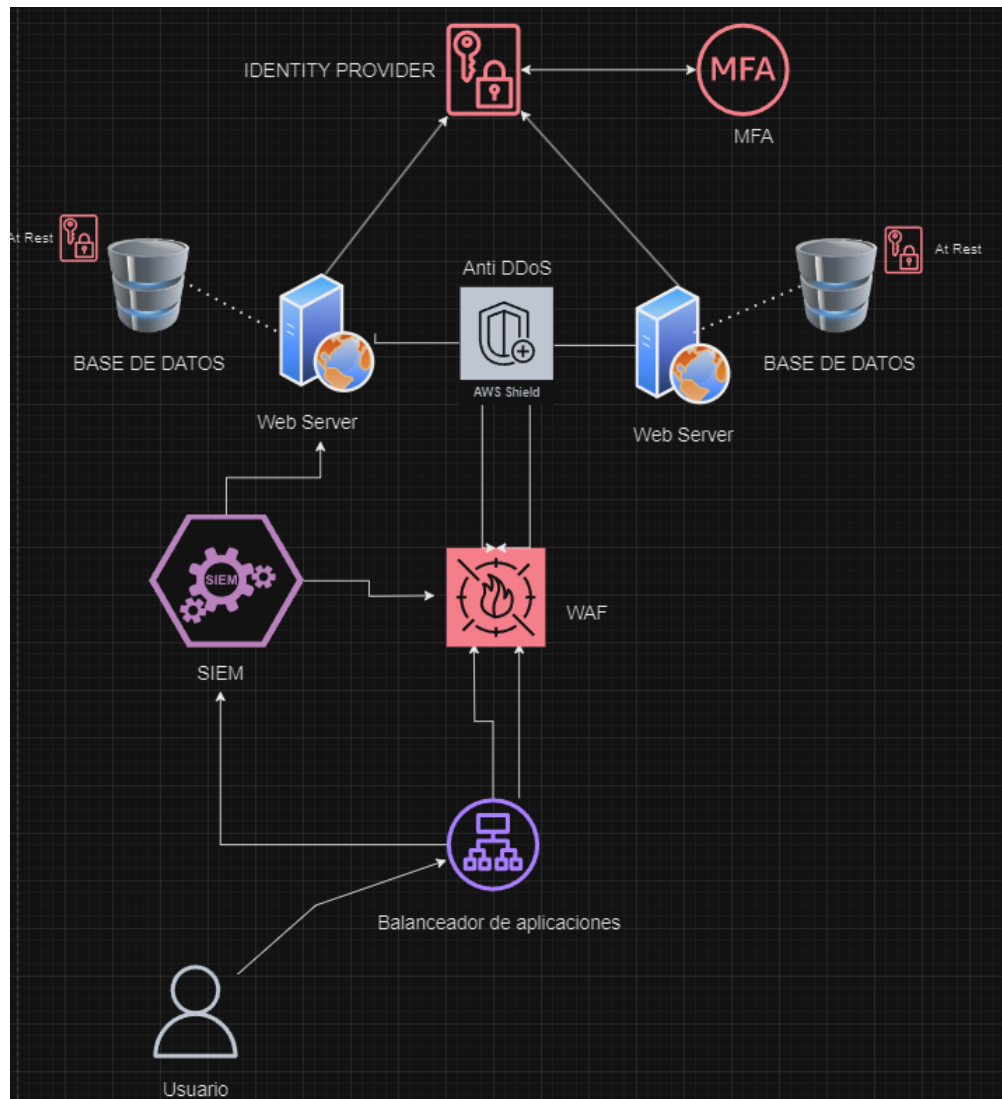 IDENTITY PROVIDER
MFA
MFA
At Rest
At Rest
Anti DDoS
BASE DE DATOS
BASE DE DATOS
AWS Shield
Web Server
Web Server
SIEM
WAF
SIEM
Balanceador de aplicaciones
Usuario